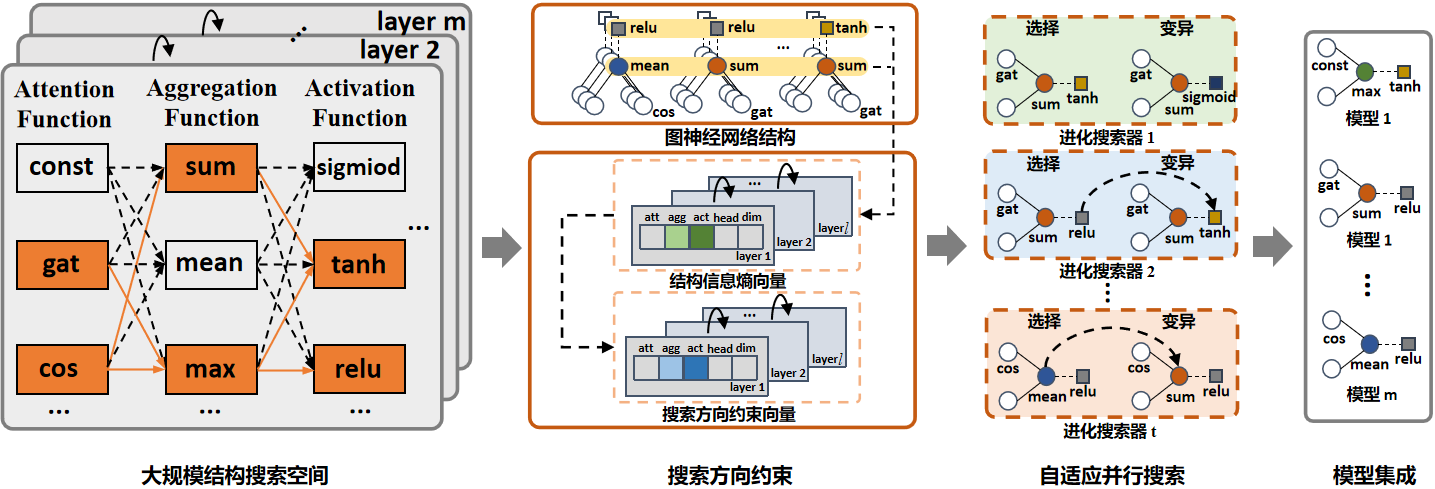 layer m
layer 2
Attention Function
Aggregation Function
Activation Function
const
sum
sigmiod
gat
mean
tanh
cos
max
relu
...
...
...
...
...
大规模结构搜索空间
relu
relu
tanh
...
mean
sum
sum
cos
gat
gat
图神经网络结构
...
att agg act head dim
layer 1
layer 2
layer l
结构信息熵向量
...
att agg act head dim
layer 1
layer 2
layer l
搜索方向约束向量
搜索方向约束
选择
变异
gat
sum
tanh
gat
sum
sigmoid
进化搜索器 1
选择
变异
gat
sum
relu
gat
sum
tanh
进化搜索器 2
...
选择
变异
cos
mean
relu
cos
sum
relu
进化搜索器 t
自适应并行搜索
const
max
tanh
模型 1
gat
sum
relu
模型 1
...
cos
mean
relu
模型 m
模型集成